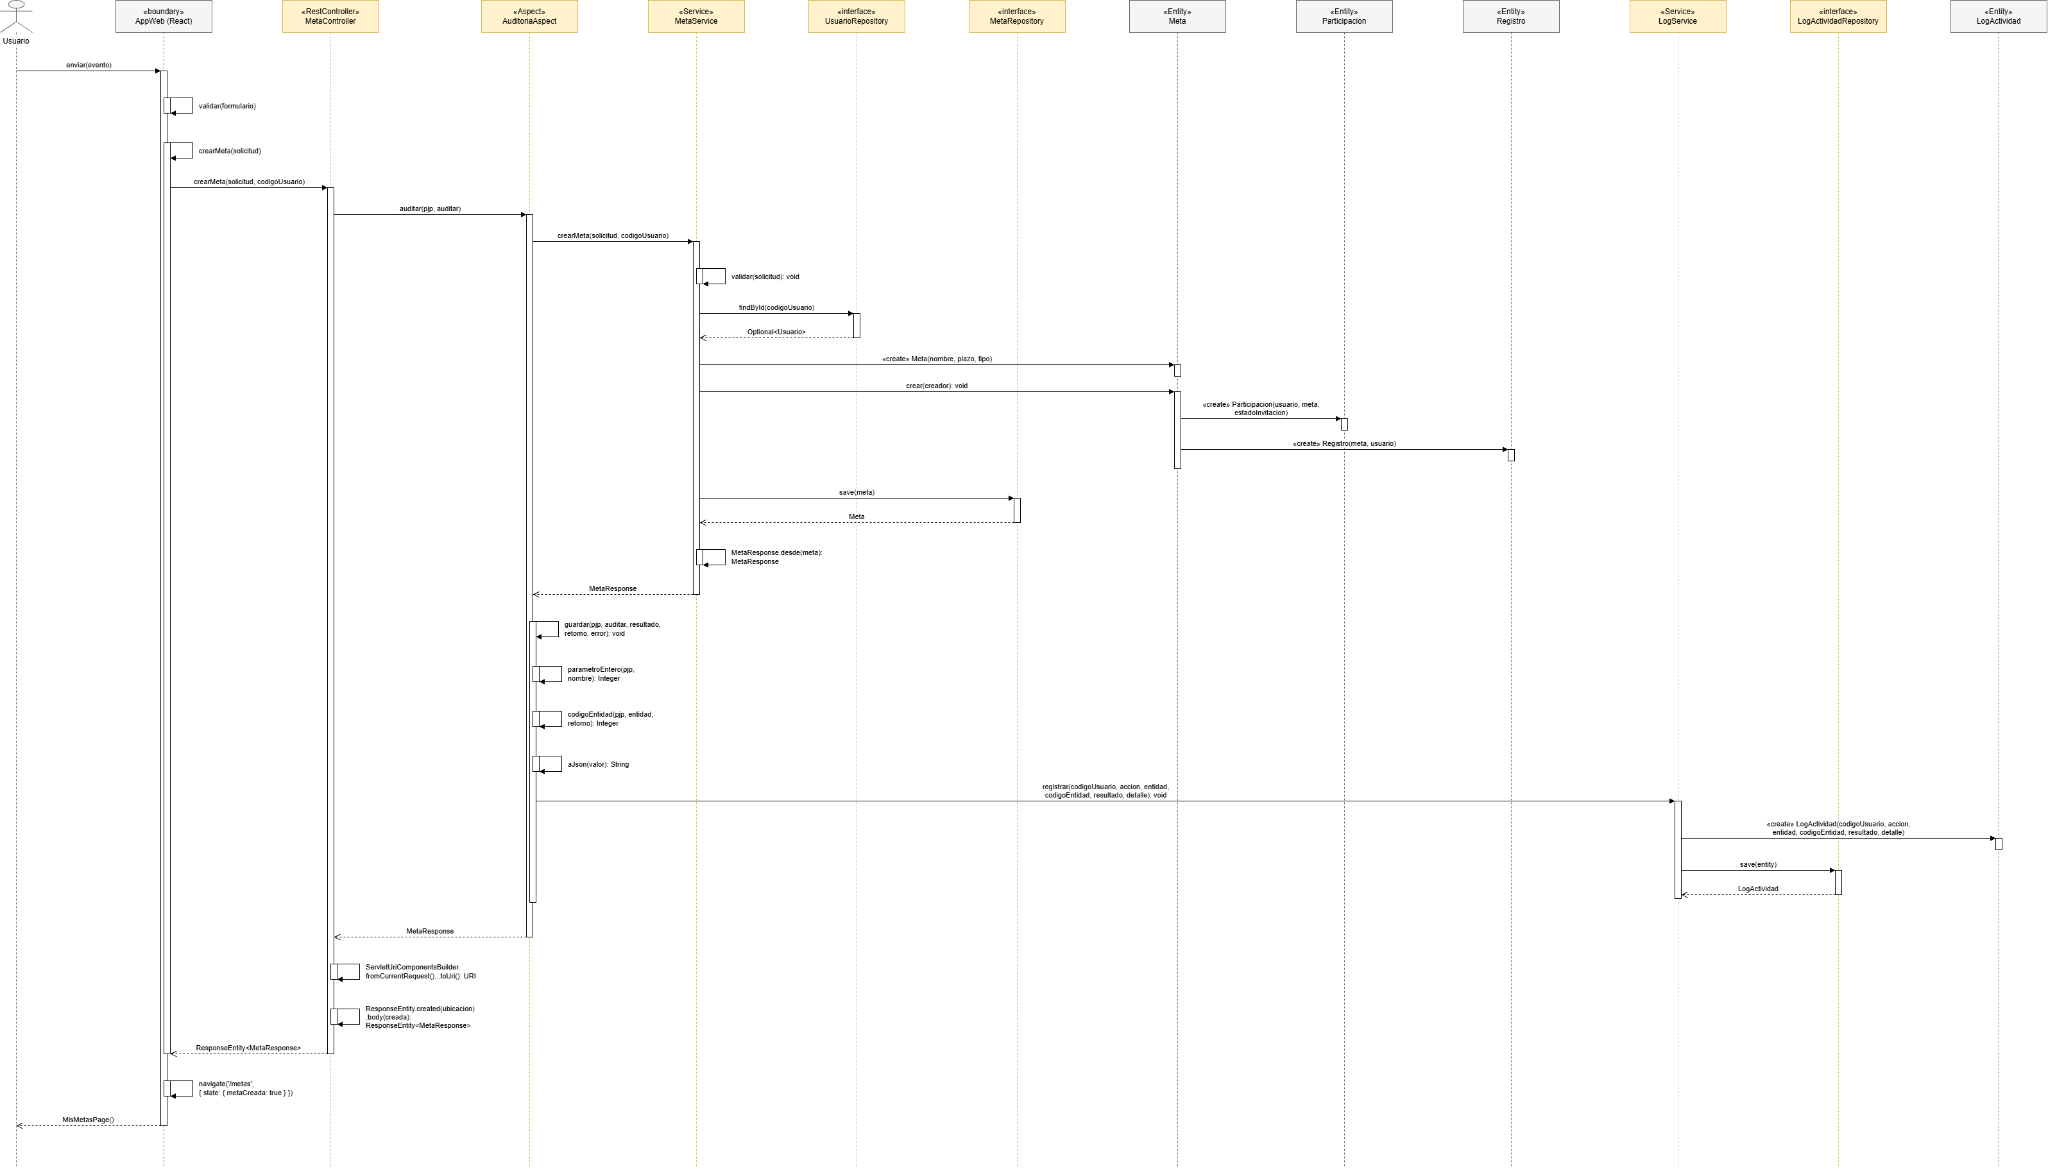 «boundary»
AppWeb (React)
«RestController»
MetaController
«Aspect»
AuditoriaAspect
«Service»
MetaService
«interface»
UsuarioRepository
«interface»
MetaRepository
«Entity»
Meta
«Entity»
Participacion
«Entity»
Registro
«Service»
LogService
«interface»
LogActividadRepository
«Entity»
LogActividad
Usuario
enviar(evento)
validar(formulario)
crearMeta(solicitud)
crearMeta(solicitud, codigoUsuario)
auditar(pjp, auditar)
crearMeta(solicitud, codigoUsuario)
validar(solicitud): void
findById(codigoUsuario)
Optional<Usuario>
«create» Meta(nombre, plazo, tipo)
crear(creador): void
«create» Participacion(usuario, meta,
estadoInvitacion)
«create» Registro(meta, usuario)
save(meta)
Meta
MetaResponse.desde(meta):
MetaResponse
MetaResponse
guardar(pjp, auditar, resultado,
retorno, error): void
parametroEntero(pjp,
nombre): Integer
codigoEntidad(pjp, entidad,
retorno): Integer
aJson(valor): String
registrar(codigoUsuario, accion, entidad,
codigoEntidad, resultado, detalle): void
«create» LogActividad(codigoUsuario, accion,
entidad, codigoEntidad, resultado, detalle)
save(entity)
LogActividad
MetaResponse
ServletUriComponentsBuilder.
fromCurrentRequest()...toUri(): URI
ResponseEntity.created(ubicacion)
.body(creada):
ResponseEntity<MetaResponse>
ResponseEntity<MetaResponse>
navigate('/metas',
{ state: { metaCreada: true } })
MisMetasPage()